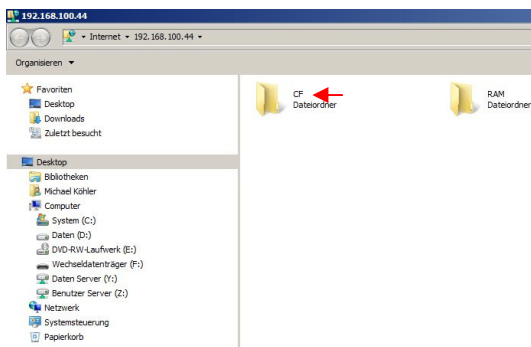 192.168.100.44
Internet 192.168.100.44
Organisieren
Favoriten
Desktop
Downloads
Zuletzt besucht
Desktop
Bibliotheken
Michael Köhler
Computer
System (C:)
Daten (D:)
DVD-RW-Laufwerk (E:)
Wechseldatenträger (F:)
Daten Server (Y:)
Benutzer Server (Z:)
Netzwerk
Systemsteuerung
Papierkorb
CF
Dateiordner
RAM
Dateiordner